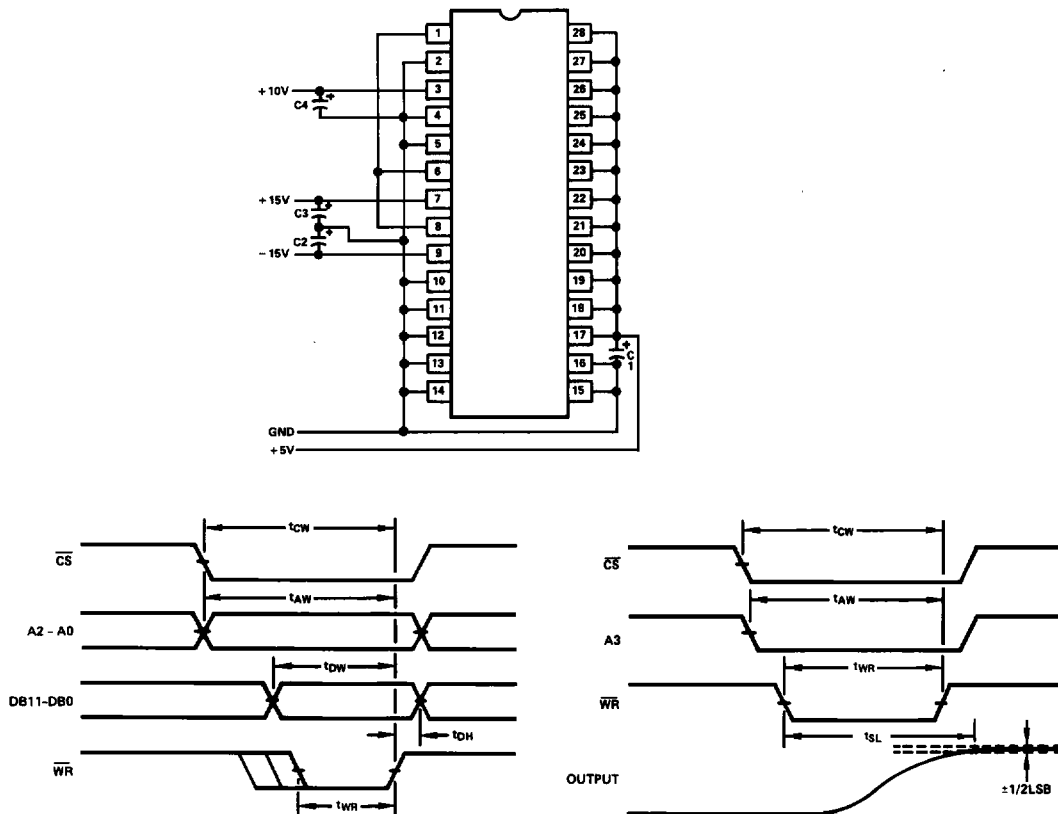 1 28
2 27
+10V 3 26
C4 + 4 25
5 24
6 23
+15V 7 22
C3 + 8 21
C2 +
-15V 9 20
10 19
11 18
12 17
13 16 + C1
14 15
GND
+5V
tCW
CS
tAW
A2 - A0
tDW
DB11-DB0
tDH
WR
tWR
tCW
CS
tAW
A3
tWR
WR
tSL
OUTPUT
±1/2LSB